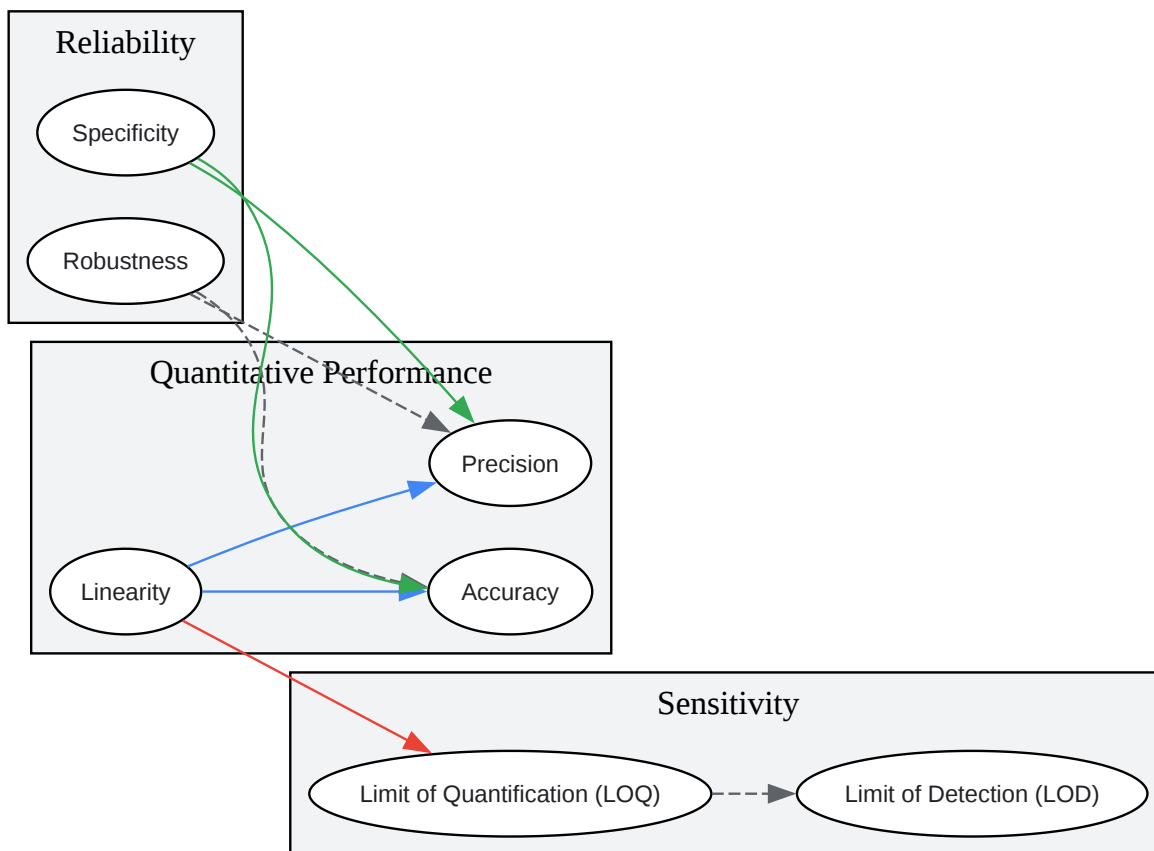 Reliability
Specificity
Robustness
Quantitative Performance
Precision
Linearity
Accuracy
Sensitivity
Limit of Quantification (LOQ)
Limit of Detection (LOD)